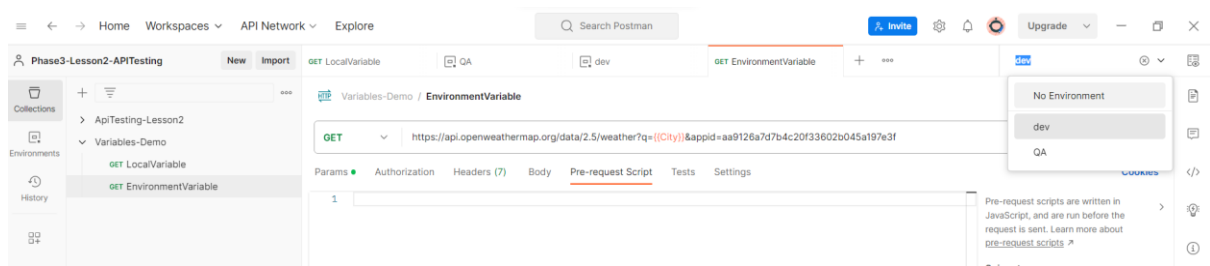 Home Workspaces API Network Explore Search Postman Invite Upgrade
Phase3-Lesson2-APITesting New Import GET LocalVariable QA dev GET EnvironmentVariable dev
Collections
Environments
History
ApiTesting-Lesson2
Variables-Demo
GET LocalVariable
GET EnvironmentVariable
HTTP Variables-Demo / EnvironmentVariable
GET https://api.openweathermap.org/data/2.5/weather?q={{City}}&appid=aa9126a7d7b4c20f33602b045a197e3f
Params Authorization Headers (7) Body Pre-request Script Tests Settings Cookies
1
No Environment
dev
QA
Pre-request scripts are written in
JavaScript, and are run before the
request is sent. Learn more about
pre-request scripts